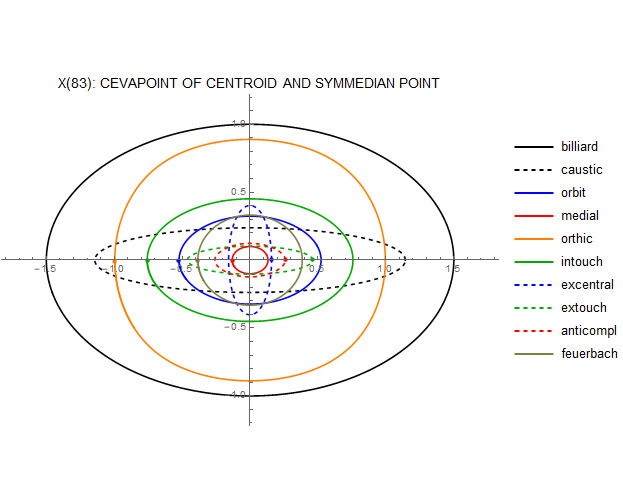 X(83): CEVAPOINT OF CENTROID AND SYMMEDIAN POINT
1.0
0.5
-1.5
-1.0
-0.5
0.5
1.0
1.5
-0.5
-1.0
billiard
caustic
orbit
medial
orthic
intouch
excentral
extouch
anticompl
feuerbach